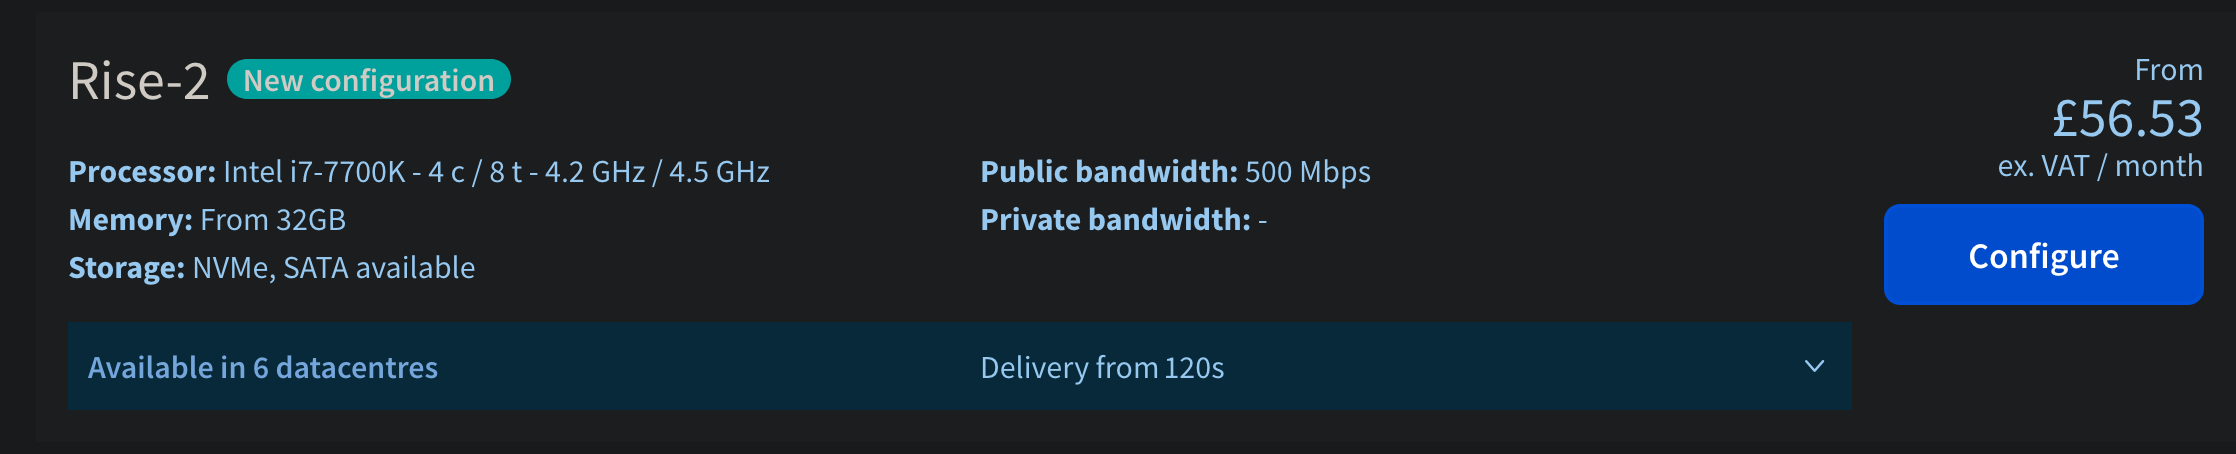 Rise-2 New configuration
Processor: Intel i7-7700K - 4 c / 8 t - 4.2 GHz / 4.5 GHz
Memory: From 32GB
Storage: NVMe, SATA available
Public bandwidth: 500 Mbps
Private bandwidth: -
From
£56.53
ex. VAT / month
Configure
Available in 6 datacentres
Delivery from 120s